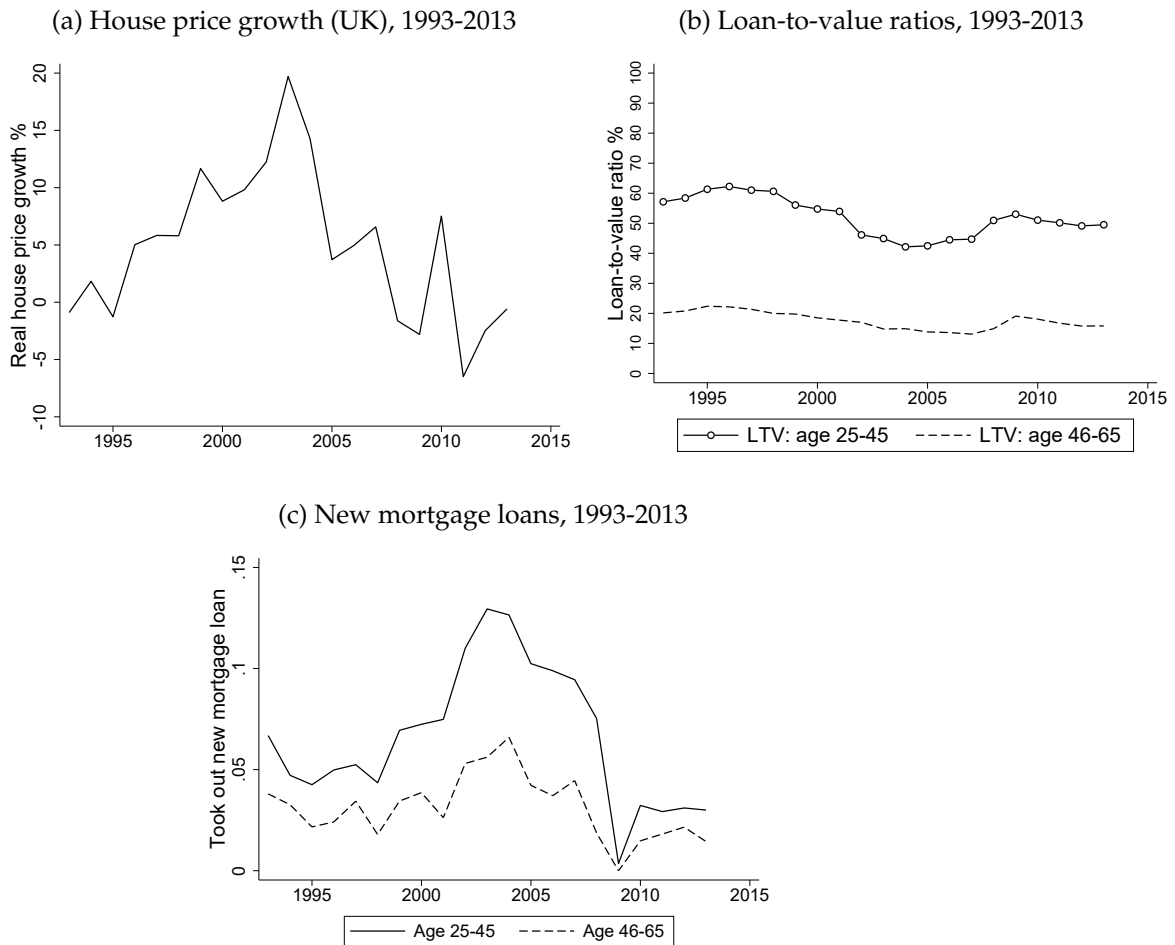 (a) House price growth (UK), 1993-2013
Real house price growth %
20
15
10
5
0
-5
-10
1995 2000 2005 2010 2015
(b) Loan-to-value ratios, 1993-2013
Loan-to-value ratio %
100
90
80
70
60
50
40
30
20
10
0
1995 2000 2005 2010 2015
LTV: age 25-45 LTV: age 46-65
(c) New mortgage loans, 1993-2013
Took out new mortgage loan
.15
.1
.05
0
1995 2000 2005 2010 2015
Age 25-45 Age 46-65